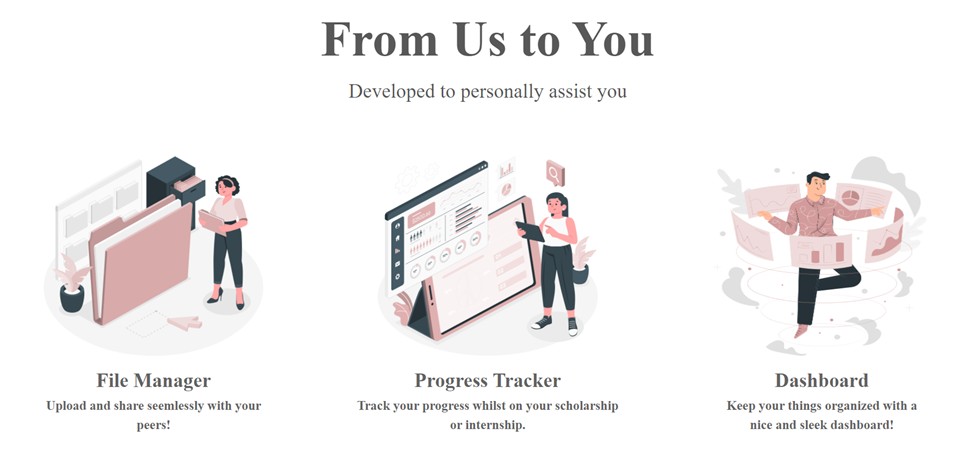 From Us to You
Developed to personally assist you
File Manager
Upload and share seemlessly with your
peers!
Progress Tracker
Track your progress whilst on your scholarship
or internship.
Dashboard
Keep your things organized with a
nice and sleek dashboard!